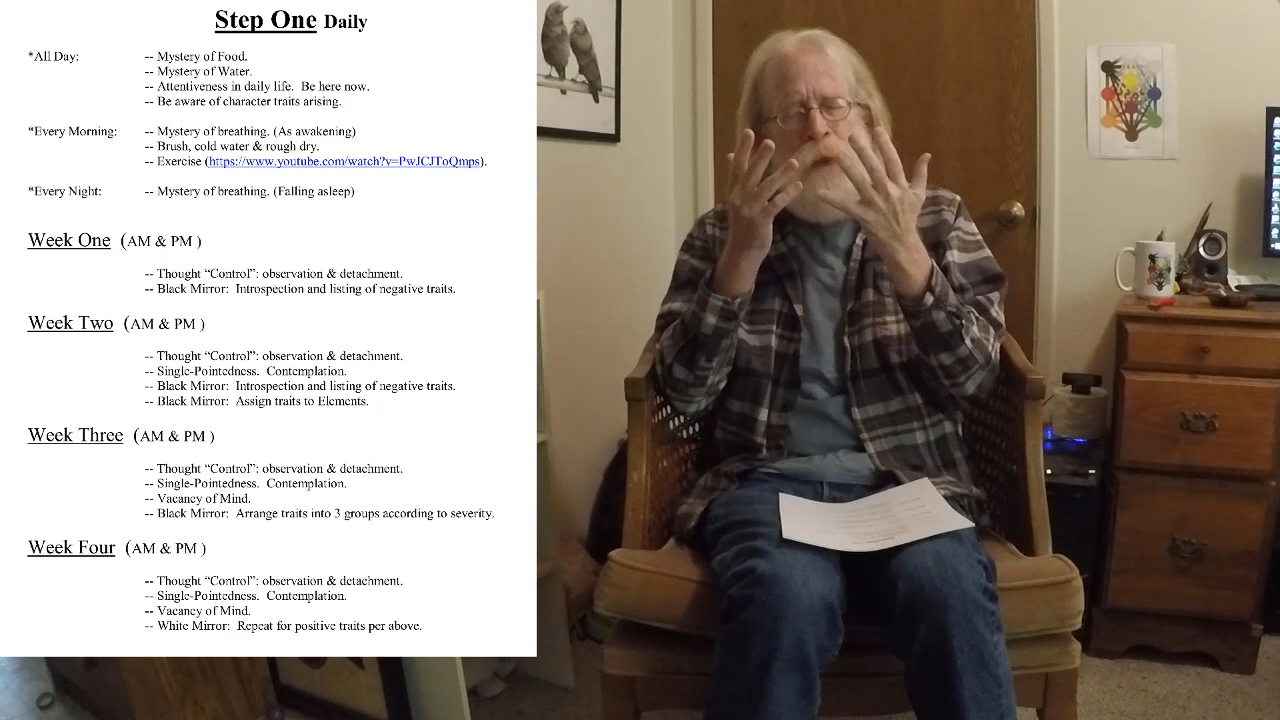 Step One Daily
*All Day: -- Mystery of Food.
-- Mystery of Water.
-- Attentiveness in daily life. Be here now.
-- Be aware of character traits arising.
*Every Morning: -- Mystery of breathing. (As awakening)
-- Brush, cold water & rough dry.
-- Exercise (https://www.youtube.com/watch?v=PwJCJToQmps).
*Every Night: -- Mystery of breathing. (Falling asleep)
Week One (AM & PM )
-- Thought “Control”: observation & detachment.
-- Black Mirror: Introspection and listing of negative traits.
Week Two (AM & PM )
-- Thought “Control”: observation & detachment.
-- Single-Pointedness. Contemplation.
-- Black Mirror: Introspection and listing of negative traits.
-- Black Mirror: Assign traits to Elements.
Week Three (AM & PM )
-- Thought “Control”: observation & detachment.
-- Single-Pointedness. Contemplation.
-- Vacancy of Mind.
-- Black Mirror: Arrange traits into 3 groups according to severity.
Week Four (AM & PM )
-- Thought “Control”: observation & detachment.
-- Single-Pointedness. Contemplation.
-- Vacancy of Mind.
-- White Mirror: Repeat for positive traits per above.